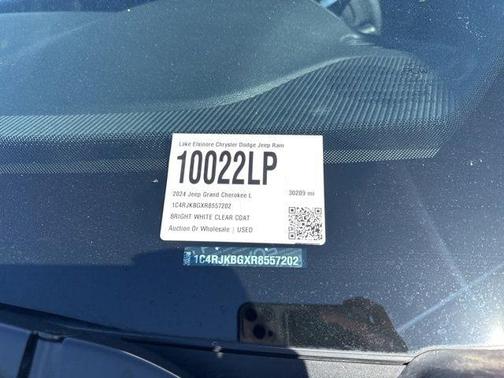 Lake Elsinore Chrysler Dodge Jeep Ram
10022LP
2024 Jeep Grand Cherokee L 30209 mi
1C4RJKBGXR8557202
BRIGHT WHITE CLEAR COAT
Auction Or Wholesale | USED
1C4RJKBGXR8557202